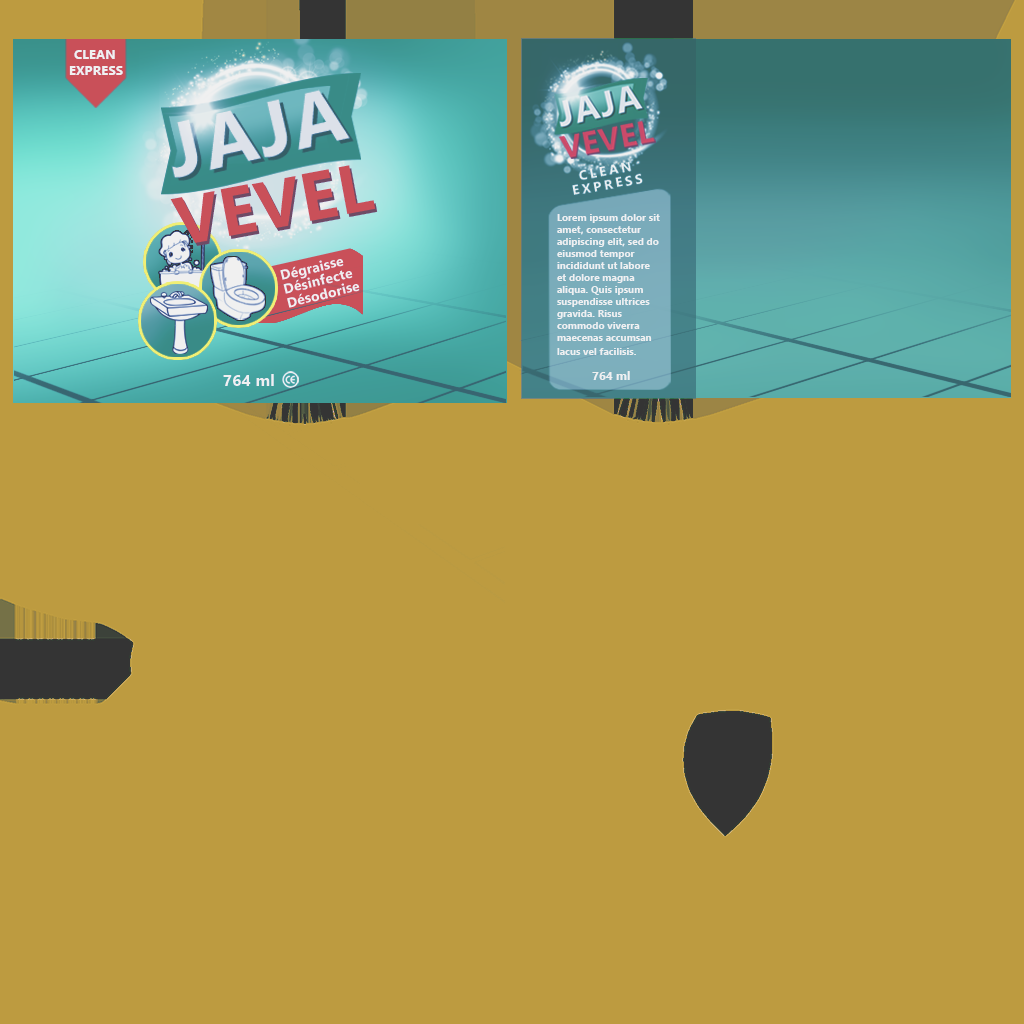 CLEAN
EXPRESS
JAJA
VEVEL
Dégraisse
Désinfecte
Désodorise
764 ml CE
JAJA
VEVEL
CLEAN
EXPRESS
Lorem ipsum dolor sit
amet, consectetur
adipiscing elit, sed do
eiusmod tempor
incididunt ut labore
et dolore magna
aliqua. Quis ipsum
suspendisse ultrices
gravida. Risus
commodo viverra
maecenas accumsan
lacus vel facilisis.
764 ml